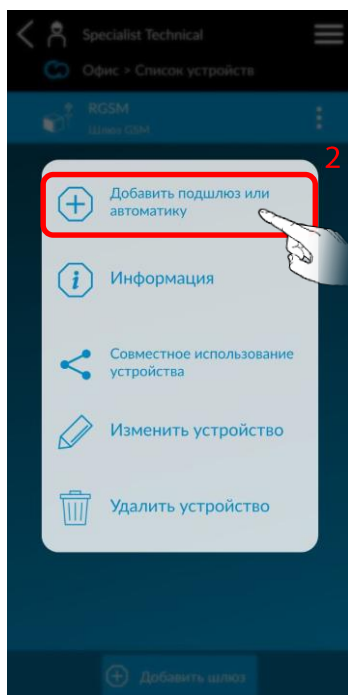 Specialist Technical
Офис > Список устройств
RGSM
Шлюз GSM
2
Добавить подшлюз или
автоматику
Информация
Совместное использование
устройства
Изменить устройство
Удалить устройство
Добавить шлюз